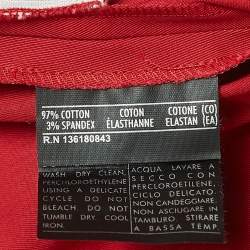 97% COTTON COTON COTONE (CO)
3% SPANDEX ÉLASTHANNE ELASTAN (EA)
R.N 136180843
WASH DRY CLEAN,
PERCHLOROETHYLENE
USING A DELICATE
CYCLE DO NOT
BLEACH DO NOT
TUMBLE DRY COOL
IRON.
ACQUA LAVARE A
SECCO CON
PERCLOROETILENE,
CICLO DELICATO.
NON CANDEGGIARE.
NON ASCIUGARE IN
TAMBURO STIRARE
A BASSA TEMP.